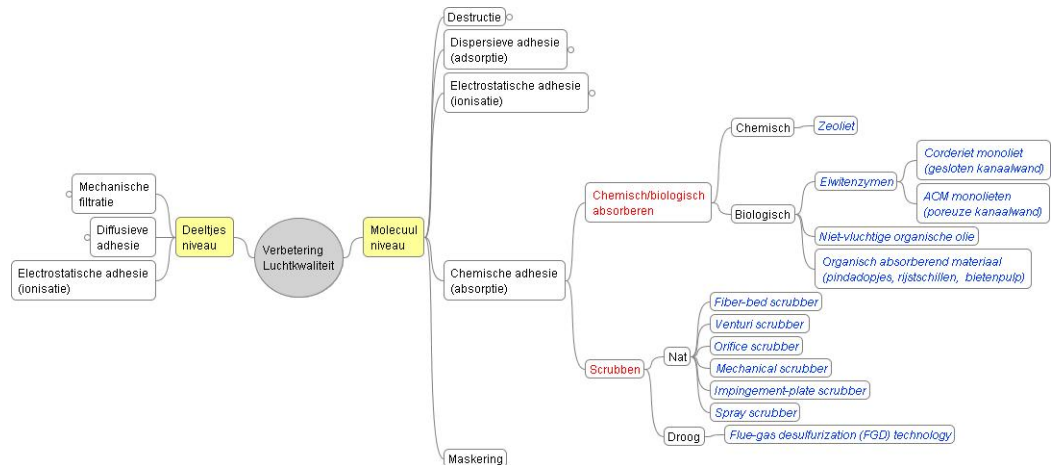 Verbetering
Luchtkwaliteit
Deeltjes
niveau
Mechanische
filtratie
Diffusieve
adhesie
Electrostatische adhesie
(ionisatie)
Molecuul
niveau
Destructie
Dispersieve adhesie
(adsorptie)
Electrostatische adhesie
(ionisatie)
Chemische adhesie
(absorptie)
Chemisch/biologisch
absorberen
Chemisch
Zeoliet
Biologisch
Eiwitenzymen
Corderiet monoliet
(gesloten kanaalwand)
ACM monolieten
(poreuze kanaalwand)
Niet-vluchtige organische olie
Organisch absorberend materiaal
(pindadopjes, rijstschillen, bietenpulp)
Scrubben
Nat
Fiber-bed scrubber
Venturi scrubber
Orifice scrubber
Mechanical scrubber
Impingement-plate scrubber
Spray scrubber
Droog
Flue-gas desulfurization (FGD) technology
Maskering